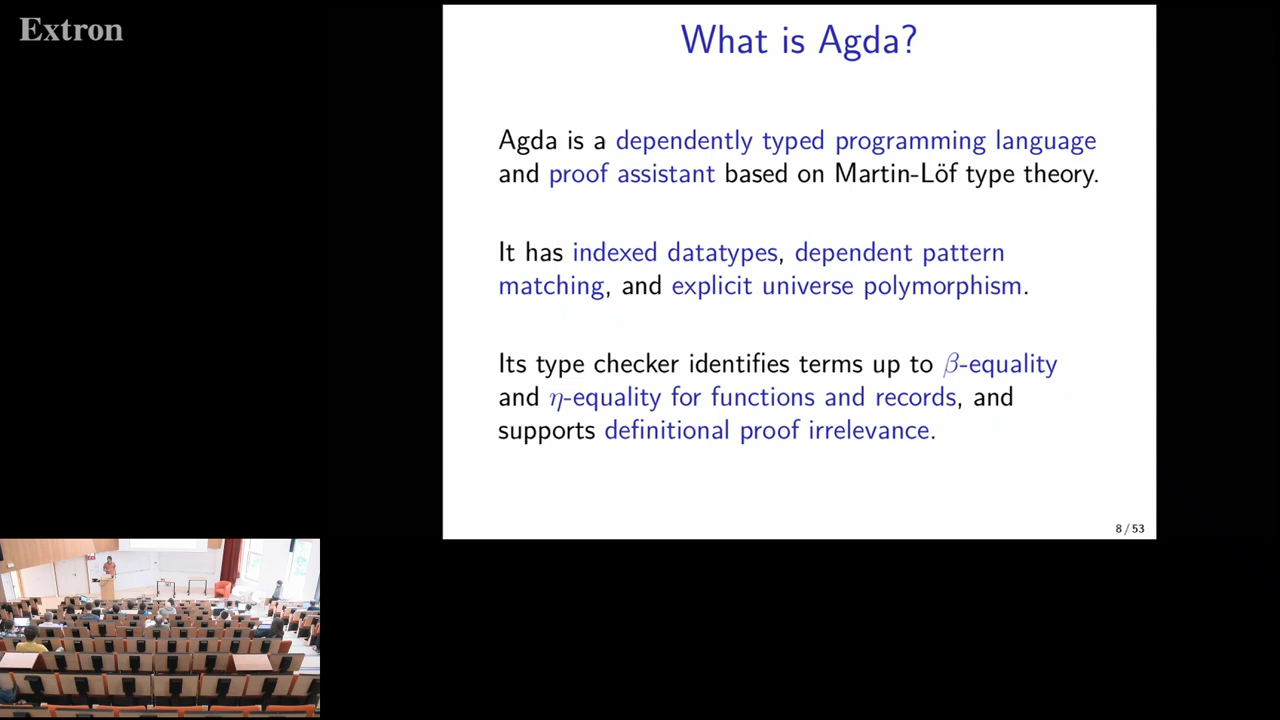 Extron
What is Agda?
Agda is a dependently typed programming language
and proof assistant based on Martin-Löf type theory.
It has indexed datatypes, dependent pattern
matching, and explicit universe polymorphism.
Its type checker identifies terms up to β-equality
and η-equality for functions and records, and
supports definitional proof irrelevance.
8 / 53